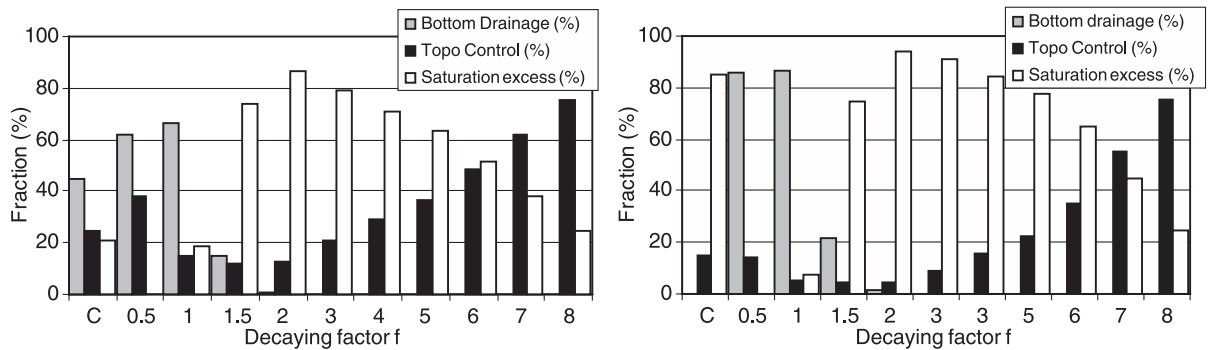 100
80
60
40
20
0
Fraction (%)
Bottom Drainage (%)
Topo Control (%)
Saturation excess (%)
C 0.5 1 1.5 2 3 4 5 6 7 8
Decaying factor f
100
80
60
40
20
0
Fraction (%)
Bottom drainage (%)
Topo Control (%)
Saturation excess (%)
C 0.5 1 1.5 2 3 3 5 6 7 8
Decaying factor f